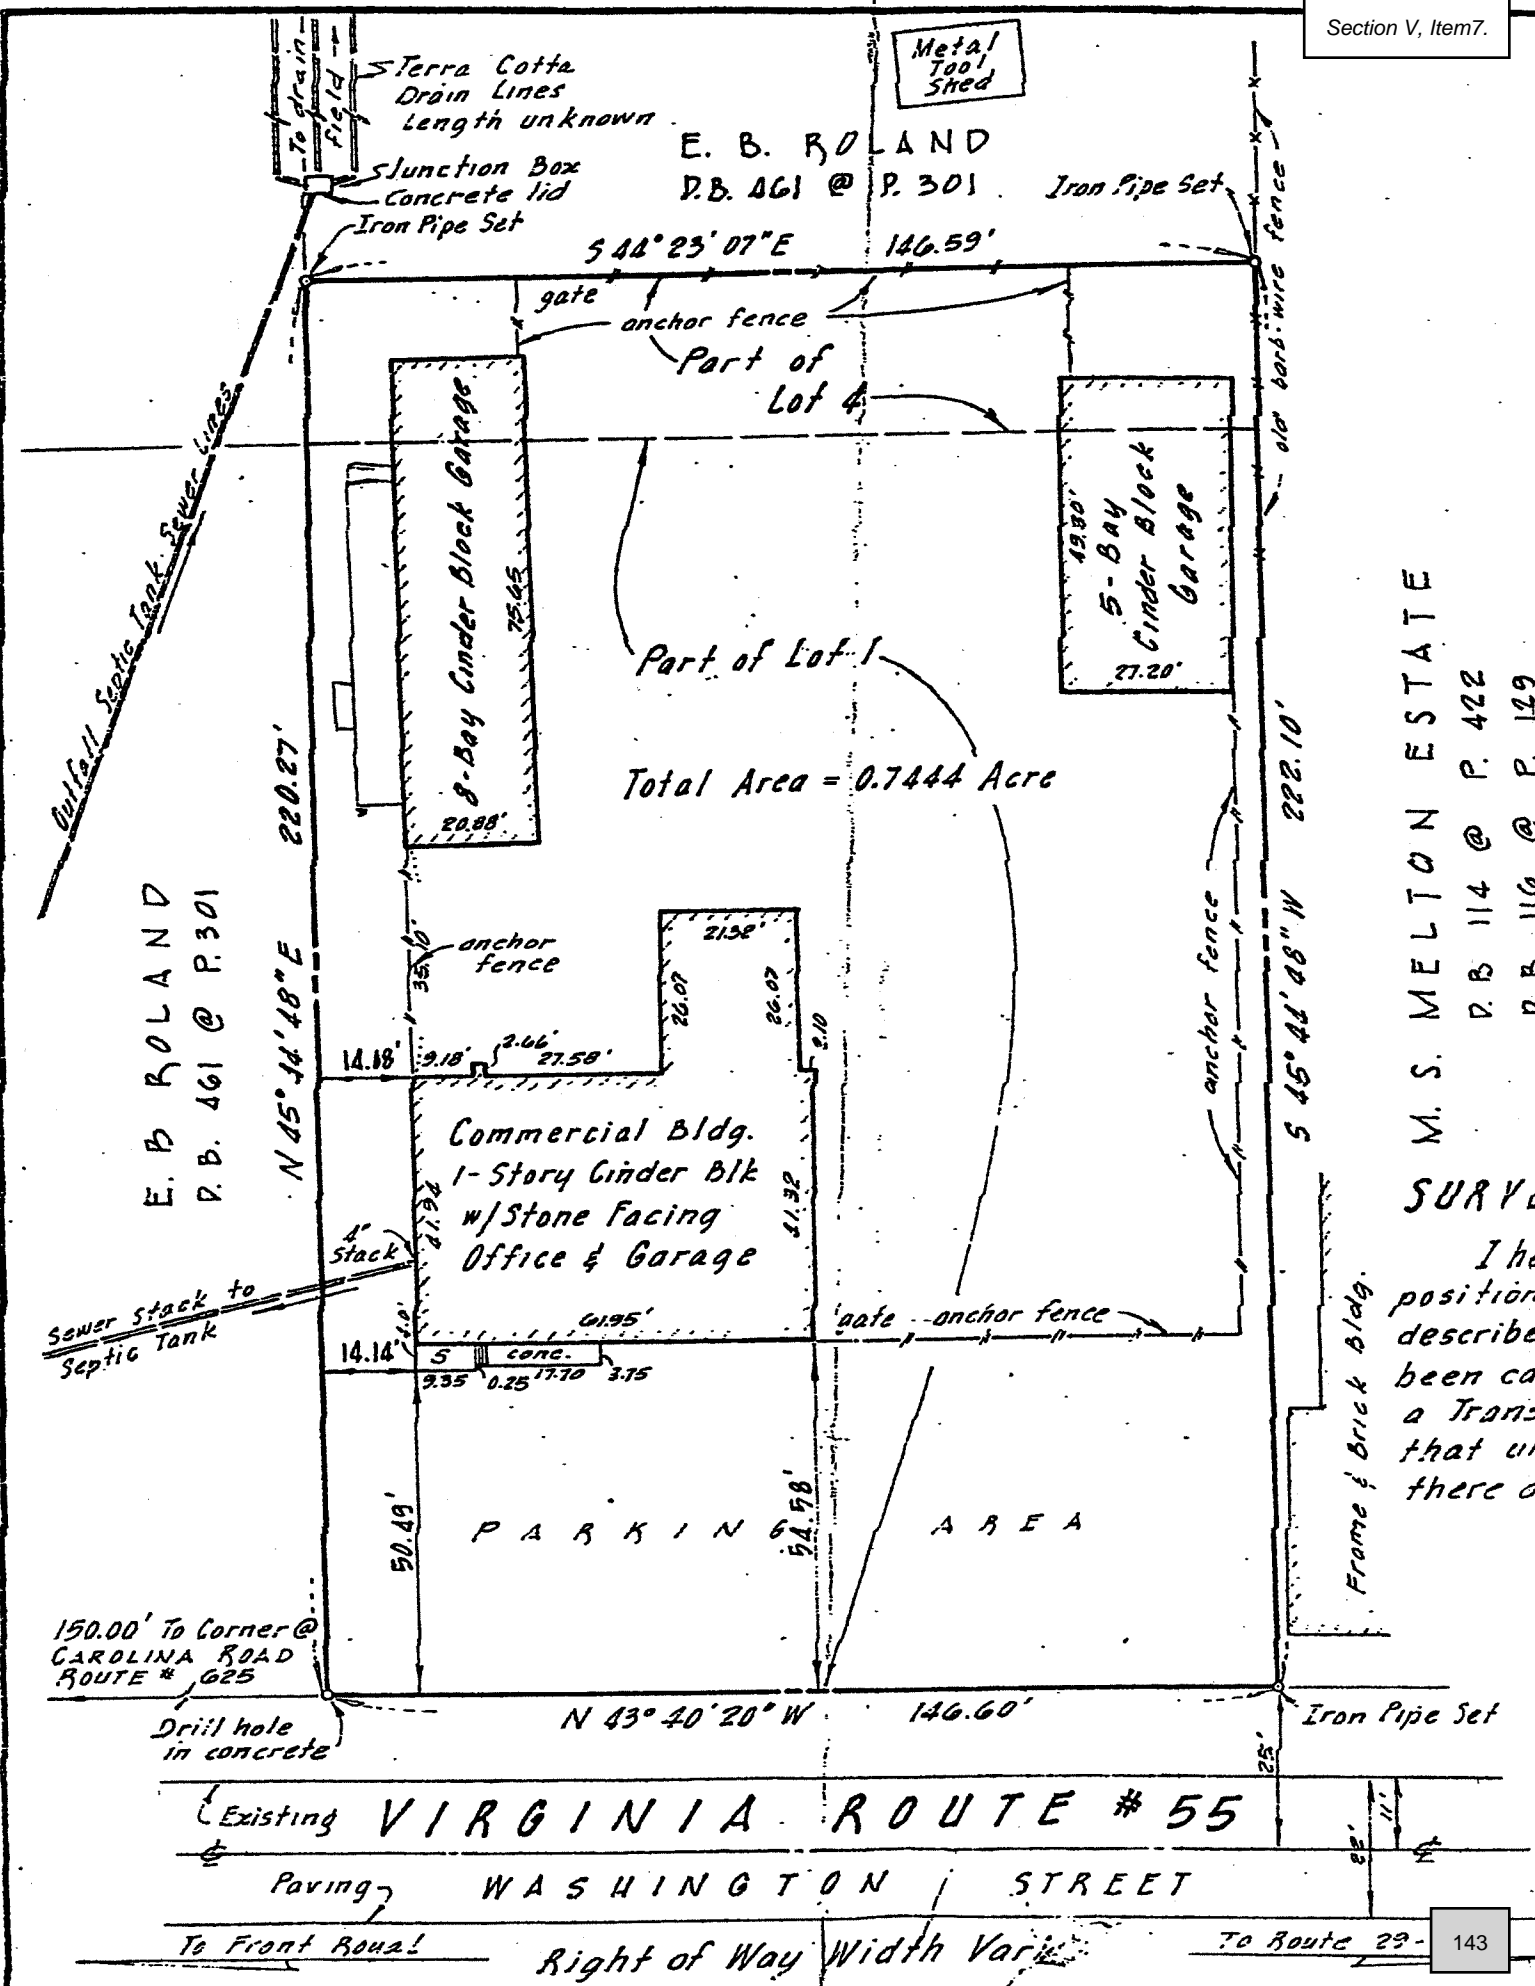 Section V, Item7.
Metal
Tool
Shed
To drain
field
Terra Cotta
Drain Lines
Length unknown
Junction Box
Concrete lid
Iron Pipe Set
E. B. ROLAND
D.B. 461 @ P. 301
Iron Pipe Set
S 44° 23' 07" E 146.59'
old barb-wire fence
gate
anchor fence
Part of
Lot 4
8-Bay Cinder Block Garage
75.65
20.88'
5-Bay
Cinder Block
Garage
49.80'
27.20'
Outfall Septic Tank Sewer Lines
Part of Lot 1
Total Area = 0.7444 Acre
N 45° 44' 48" E 220.27'
E. B ROLAND
D.B. 461 @ P. 301
S 45° 44' 48" W 222.10'
M. S. MELTON ESTATE
D. B 114 @ P. 422
D. B 116 @ P. 129
anchor
fence
35.10'
anchor fence
21.32'
26.07
26.07
2.10
14.18'
9.18'
2.66'
27.58'
Commercial Bldg.
1-Story Cinder Blk
w/Stone Facing
Office & Garage
41.94
41.32
61.95'
4"
Stack
Sewer Stack to
Septic Tank
gate anchor fence
14.14'
S
conc.
9.35
0.25
17.70
3.75
SURV
I he
position
describe
been ca
a Trans
that u
there
Frame & Brick Bldg.
50.49'
54.58'
PARKING AREA
150.00' To Corner @
CAROLINA ROAD
ROUTE # 625
Drill hole
in concrete
N 43° 40' 20" W 146.60'
Iron Pipe Set
25'
Existing
VIRGINIA ROUTE # 55
11'
22'
Paving
WASHINGTON STREET
To Front Royal
Right of Way Width
To Route 29-
143